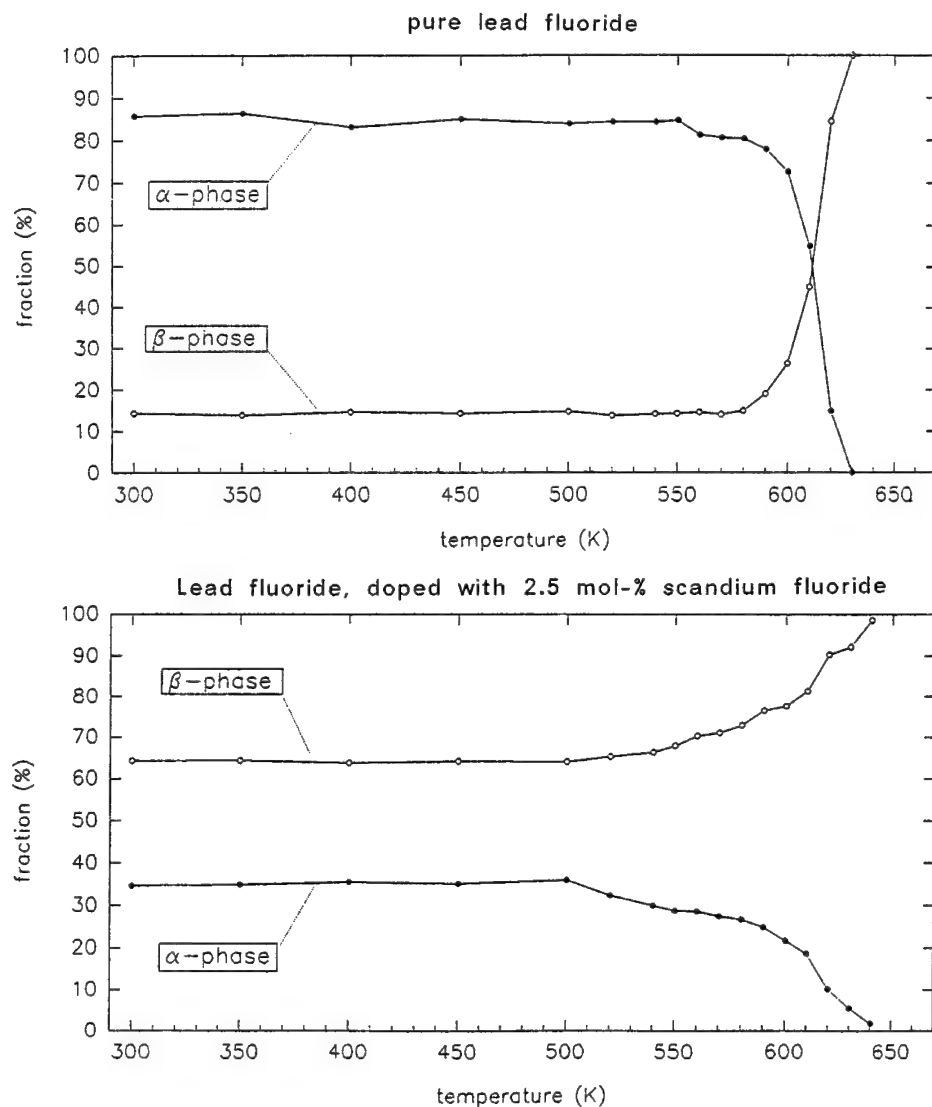 pure lead fluoride
100
90
80
70
60
50
40
30
20
10
0
fraction (%)
α-phase
β-phase
300 350 400 450 500 550 600 650
temperature (K)
Lead fluoride, doped with 2.5 mol-% scandium fluoride
100
90
80
70
60
50
40
30
20
10
0
fraction (%)
β-phase
α-phase
300 350 400 450 500 550 600 650
temperature (K)